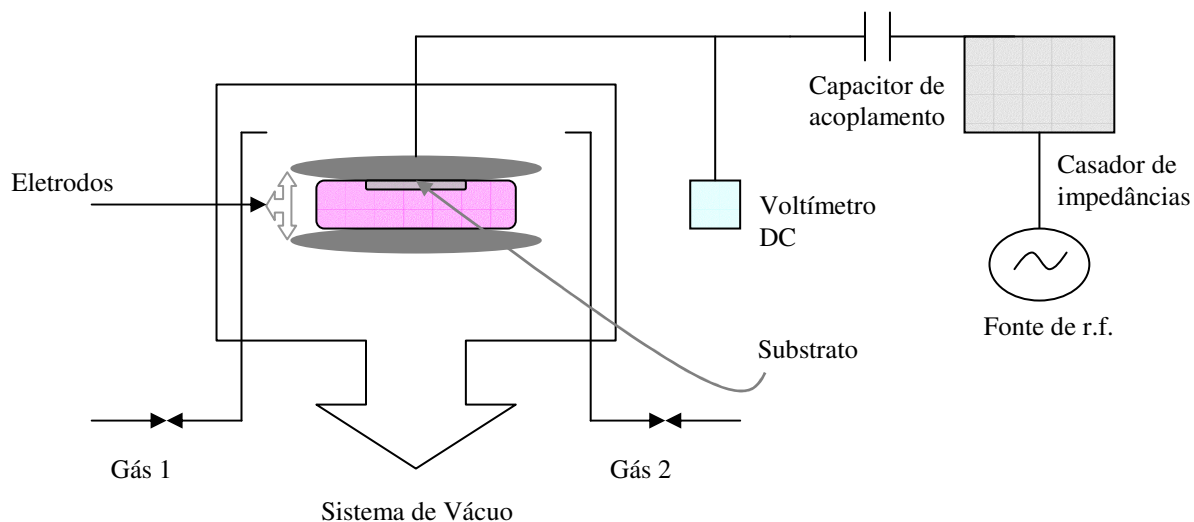 Capacitor de
acoplamento
Casador de
impedâncias
Eletrodos
Voltímetro
DC
Fonte de r.f.
Substrato
Gás 1
Gás 2
Sistema de Vácuo